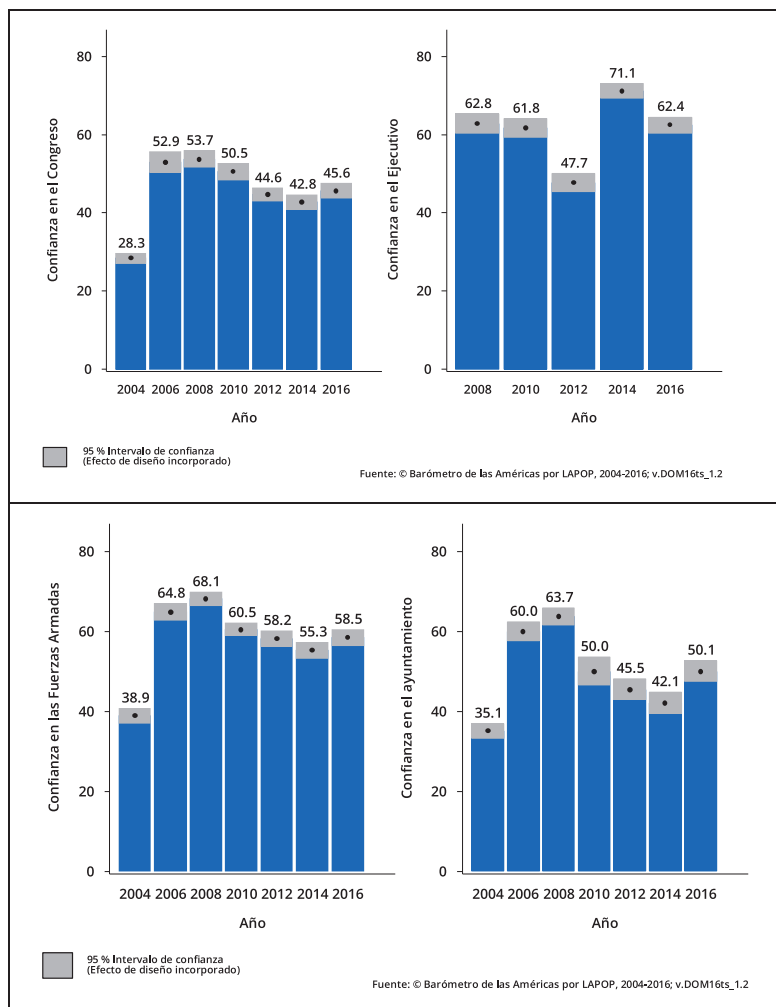 Confianza en el Congreso
80
60
40
20
0
28.3
52.9
53.7
50.5
44.6
42.8
45.6
2004 2006 2008 2010 2012 2014 2016
Año
Confianza en el Ejecutivo
80
60
40
20
0
62.8
61.8
47.7
71.1
62.4
2008 2010 2012 2014 2016
Año
95 % Intervalo de confianza
(Efecto de diseño incorporado)
Fuente: © Barómetro de las Américas por LAPOP, 2004-2016; v.DOM16ts_1.2
Confianza en las Fuerzas Armadas
80
60
40
20
0
38.9
64.8
68.1
60.5
58.2
55.3
58.5
2004 2006 2008 2010 2012 2014 2016
Año
Confianza en el ayuntamiento
80
60
40
20
0
35.1
60.0
63.7
50.0
45.5
42.1
50.1
2004 2006 2008 2010 2012 2014 2016
Año
95 % Intervalo de confianza
(Efecto de diseño incorporado)
Fuente: © Barómetro de las Américas por LAPOP, 2004-2016; v.DOM16ts_1.2